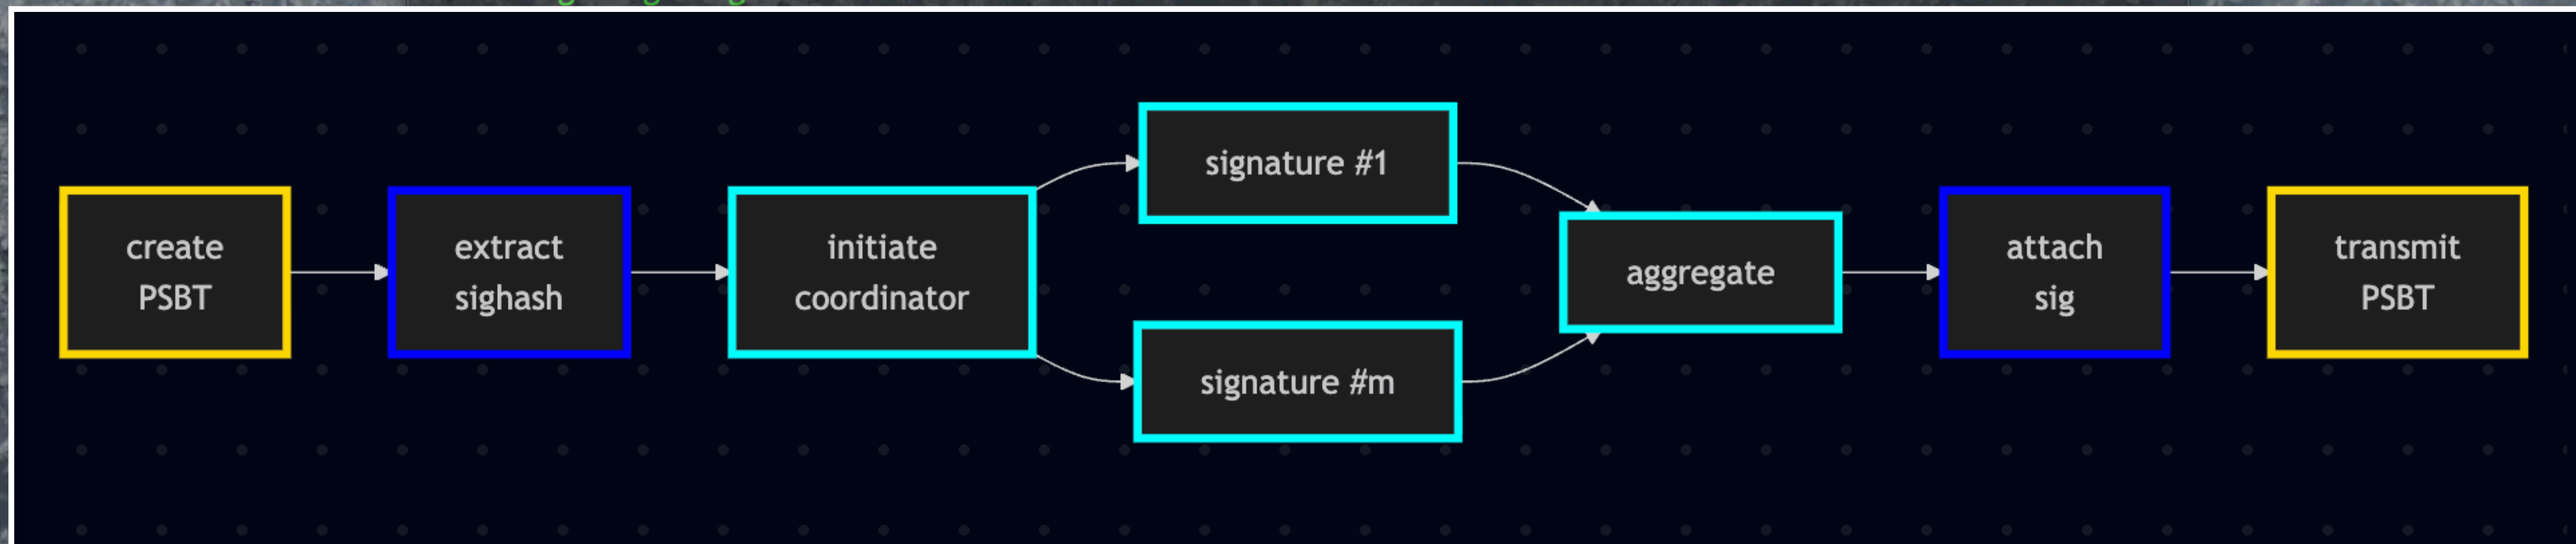 create
PSBT
extract
sighash
initiate
coordinator
signature #1
signature #m
aggregate
attach
sig
transmit
PSBT